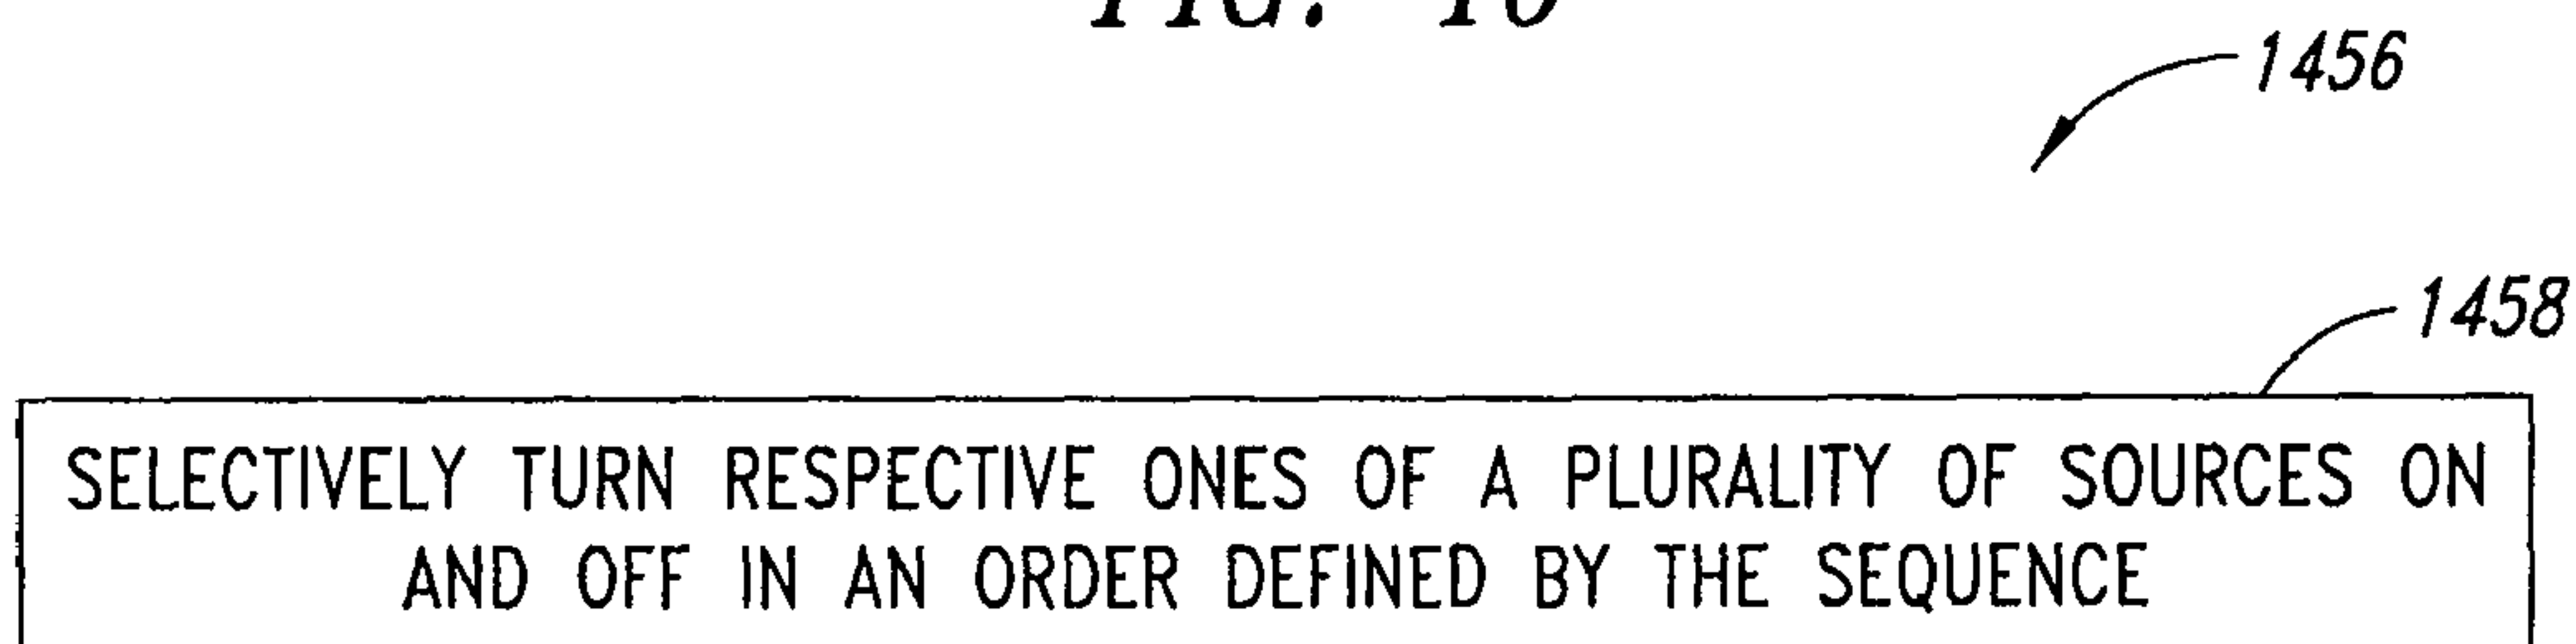 FIG.
1456
1458
SELECTIVELY TURN RESPECTIVE ONES OF A PLURALITY OF SOURCES ON
AND OFF IN AN ORDER DEFINED BY THE SEQUENCE